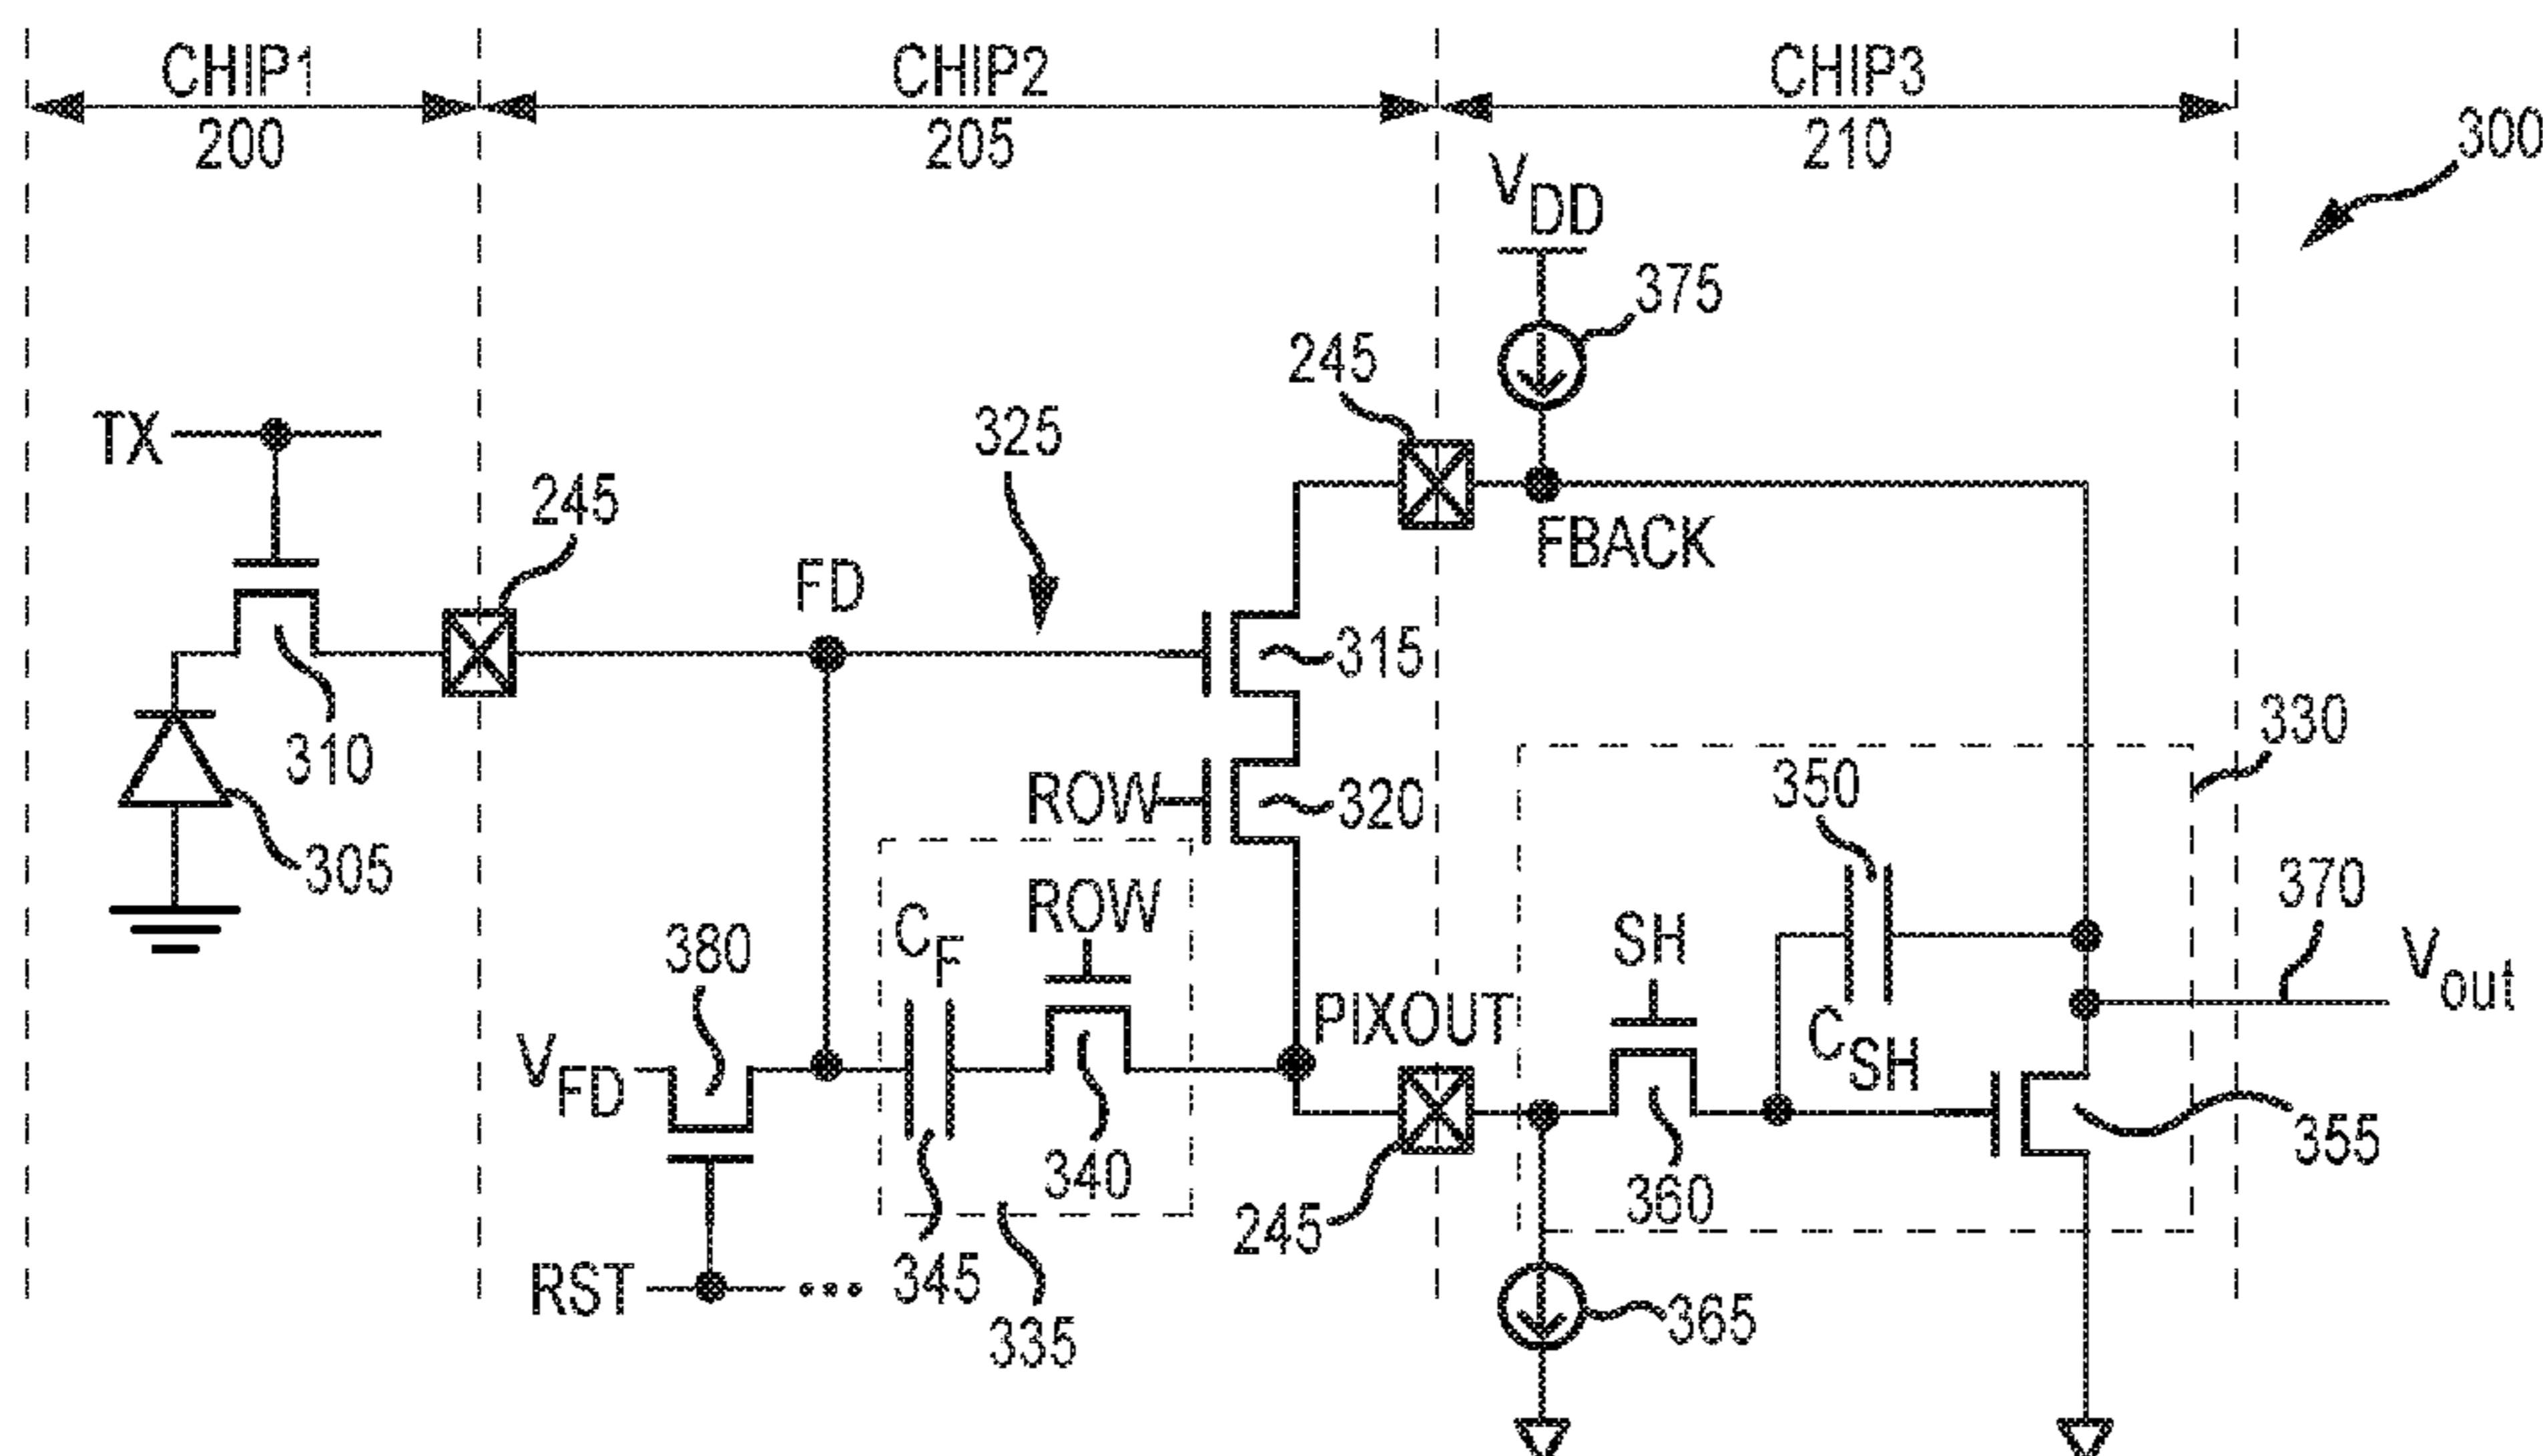 CHIP1
CHIP2
CHIP3
200
205
210
300
VDD
375
245
TX
325
245
FD
FBACK
315
310
330
ROW
320
350
305
CF
ROW
SH
370
380
Vout
PIXOUT
CSH
VFD
340
360
355
245
RST
...
345
335
365